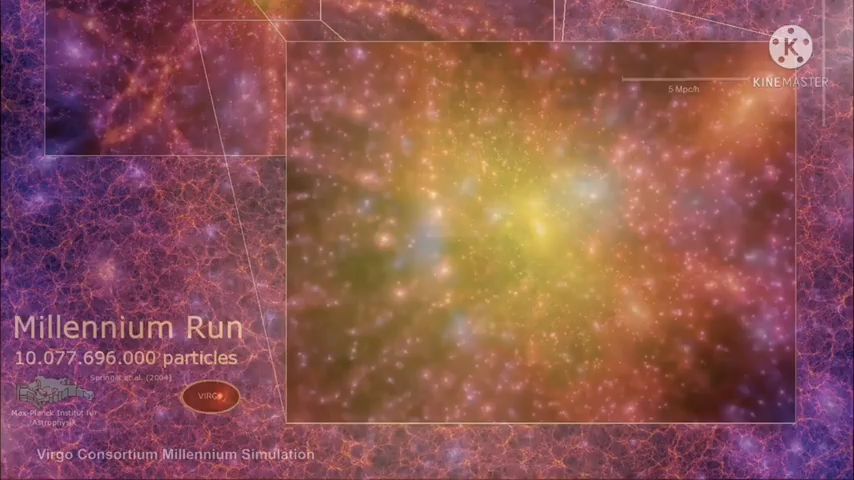 KINEMASTER
5 Mpc/h
Millennium Run
10.077.696.000 particles
Springel et al. (2004)
VIRGO
Max-Planck Institut für
Astrophysik
Virgo Consortium Millennium Simulation